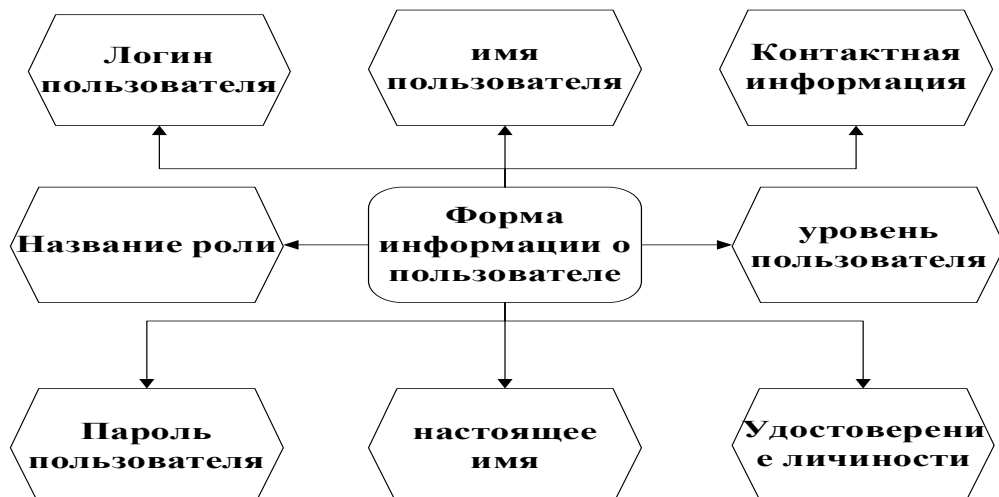 Логин
пользователя
имя
пользователя
Контактная
информация
Название роли
Форма
информации о
пользователе
уровень
пользователя
Пароль
пользователя
настоящее
имя
Удостоверени
е личиности